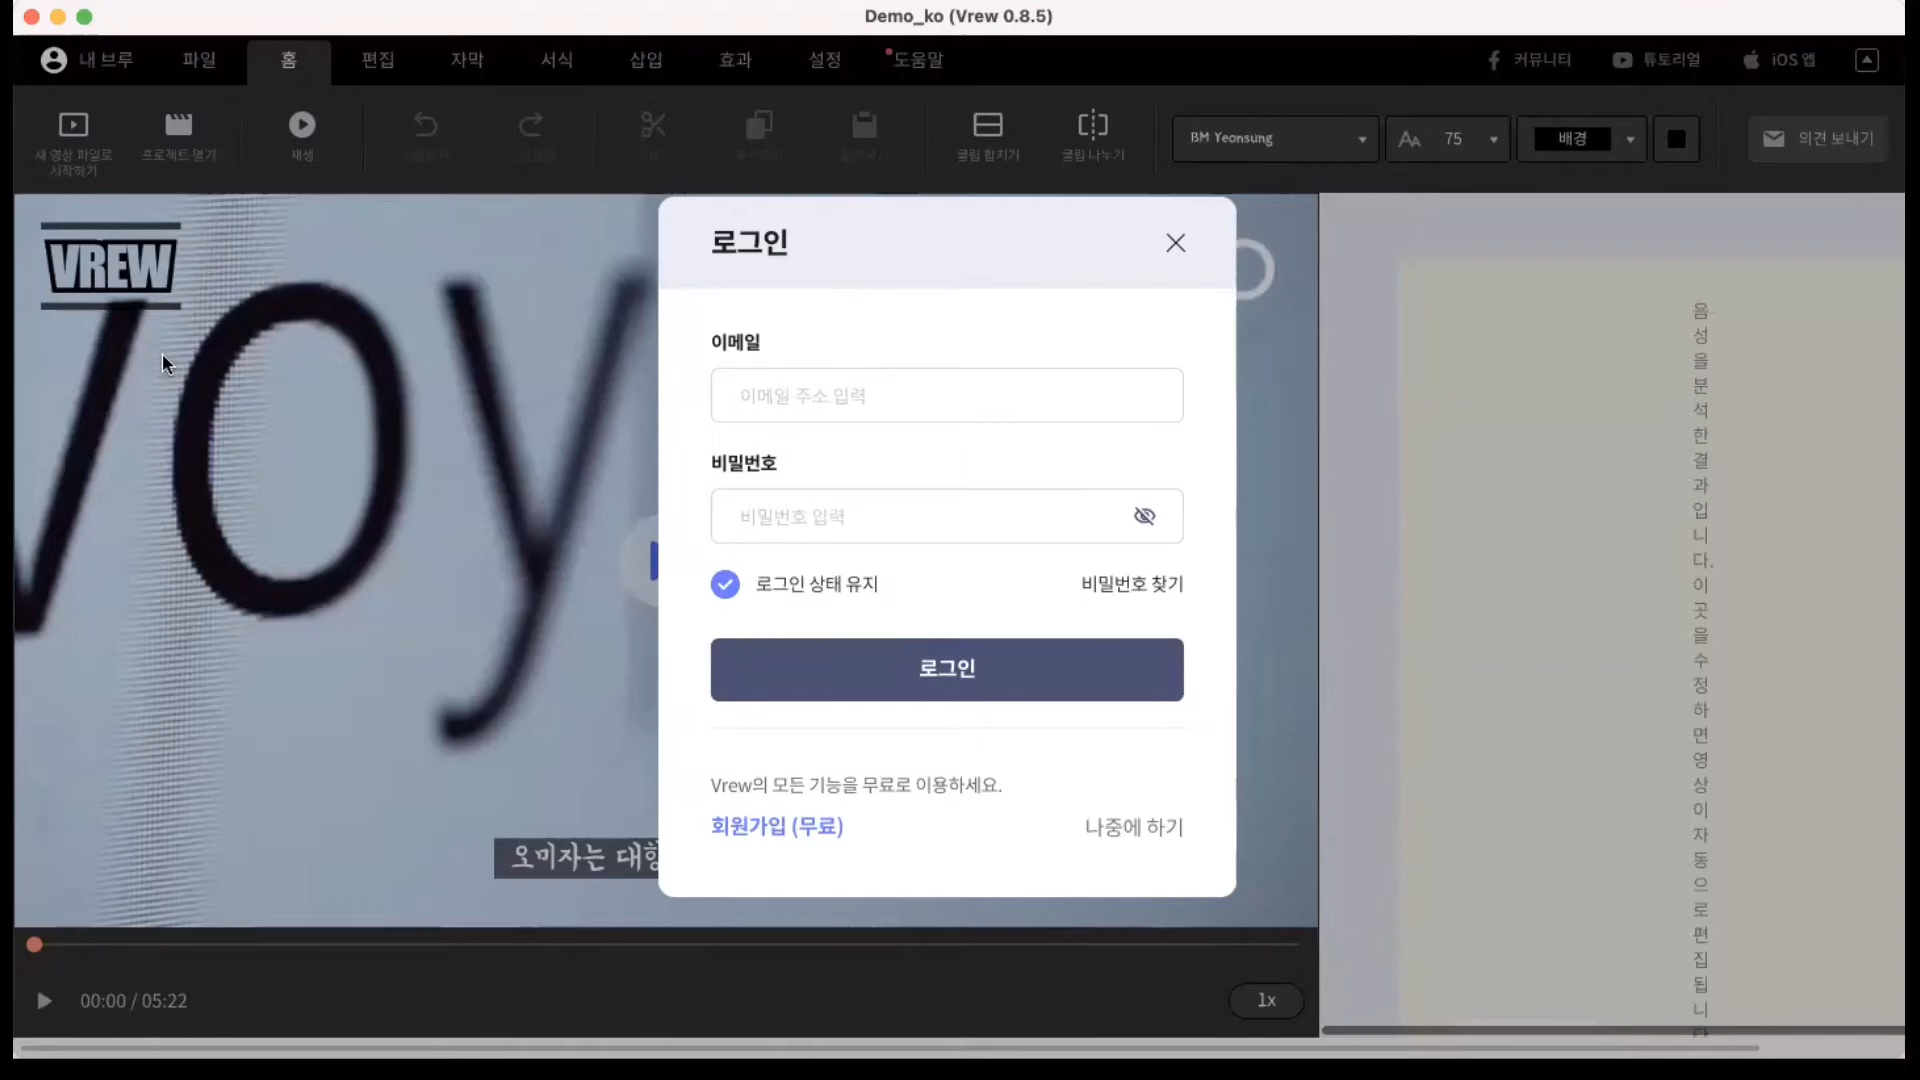 Demo_ko (Vrew 0.8.5)
내 브루 파일 홈 편집 자막 서식 삽입 효과 설정 도움말 커뮤니티 튜토리얼 iOS 앱
새 영상 파일로
시작하기
프로젝트 열기
재생
클립 합치기
클립 나누기
BM Yeonsung
75
배경
의견 보내기
VREW
voy
로그인
이메일
이메일 주소 입력
비밀번호
비밀번호 입력
로그인 상태 유지 비밀번호 찾기
로그인
Vrew의 모든 기능을 무료로 이용하세요.
회원가입 (무료) 나중에 하기
오미자는
00:00 / 05:22
1x
음
성
을
분
석
한
결
과
입
니
다.
이
곳
을
수
정
하
면
영
상
이
자
동
으
로
편
집
됩
니